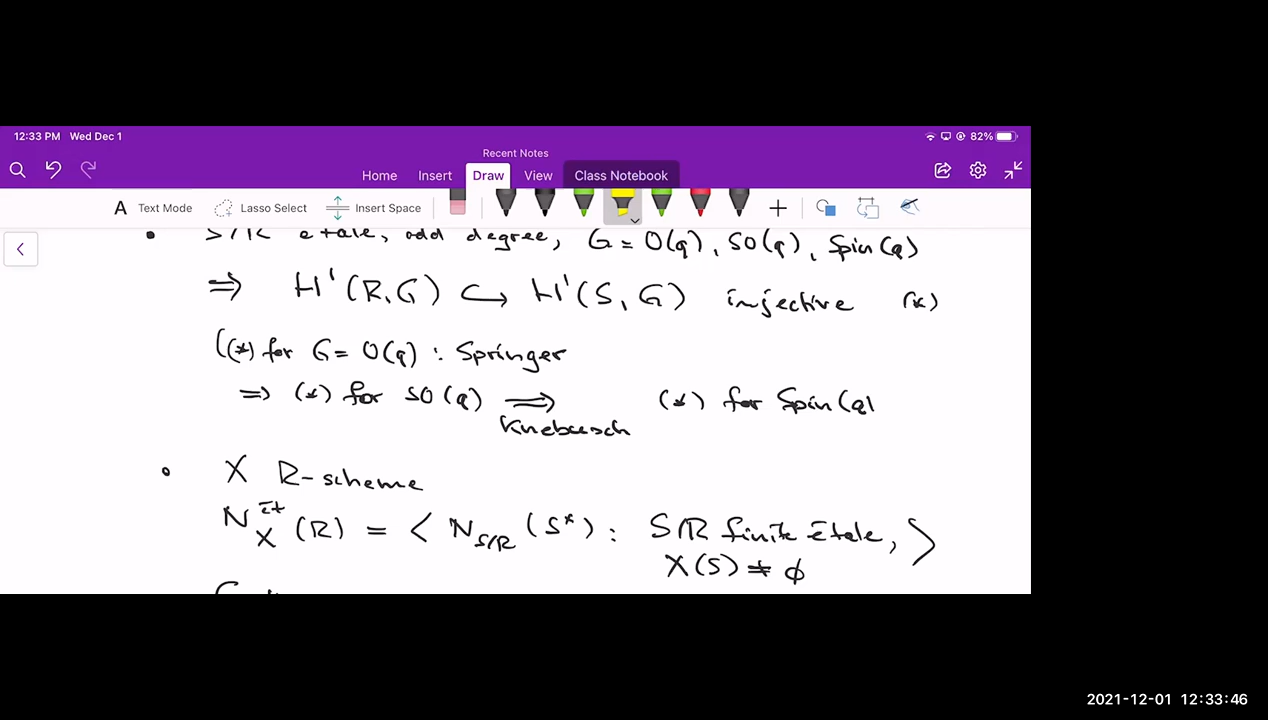 12:33 PM Wed Dec 1
82%
Recent Notes
Home Insert Draw View Class Notebook
A Text Mode Lasso Select Insert Space
• S/R étale, odd degree, G = O(q), SO(q), Spin(q)
⇒ H¹(R,G) ↪ H¹(S,G) injective (*)
((*) for G = O(q) : Springer
⇒ (*) for SO(q) ⇒ (*) for Spin(q)
Knebusch
• X R-scheme
N_X^ét (R) = < N_{S/R} (S^*) : S/R finite étale, >
X(S) ≠ ϕ
2021-12-01 12:33:46